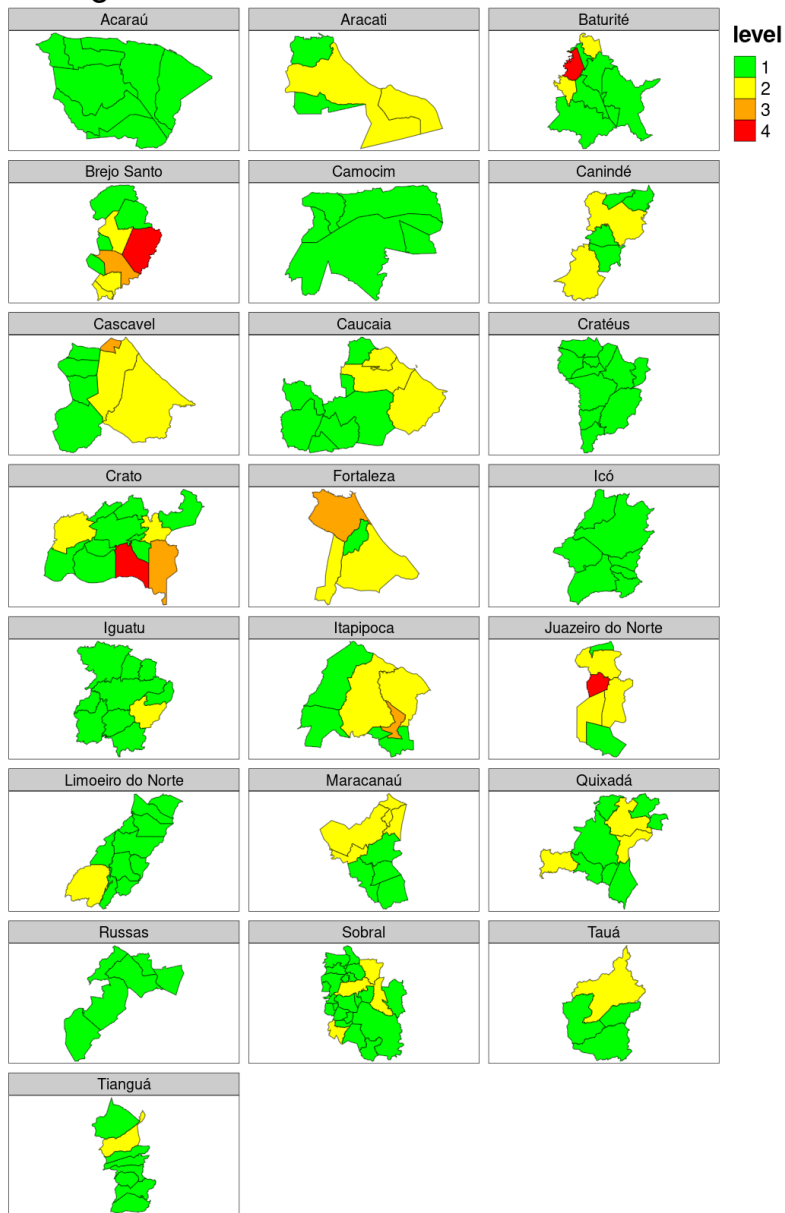 Acaraú
Aracati
Baturité
level
1
2
3
4
Brejo Santo
Camocim
Canindé
Cascavel
Caucaia
Cratéus
Crato
Fortaleza
Icó
Iguatu
Itapipoca
Juazeiro do Norte
Limoeiro do Norte
Maracanaú
Quixadá
Russas
Sobral
Tauá
Tianguá